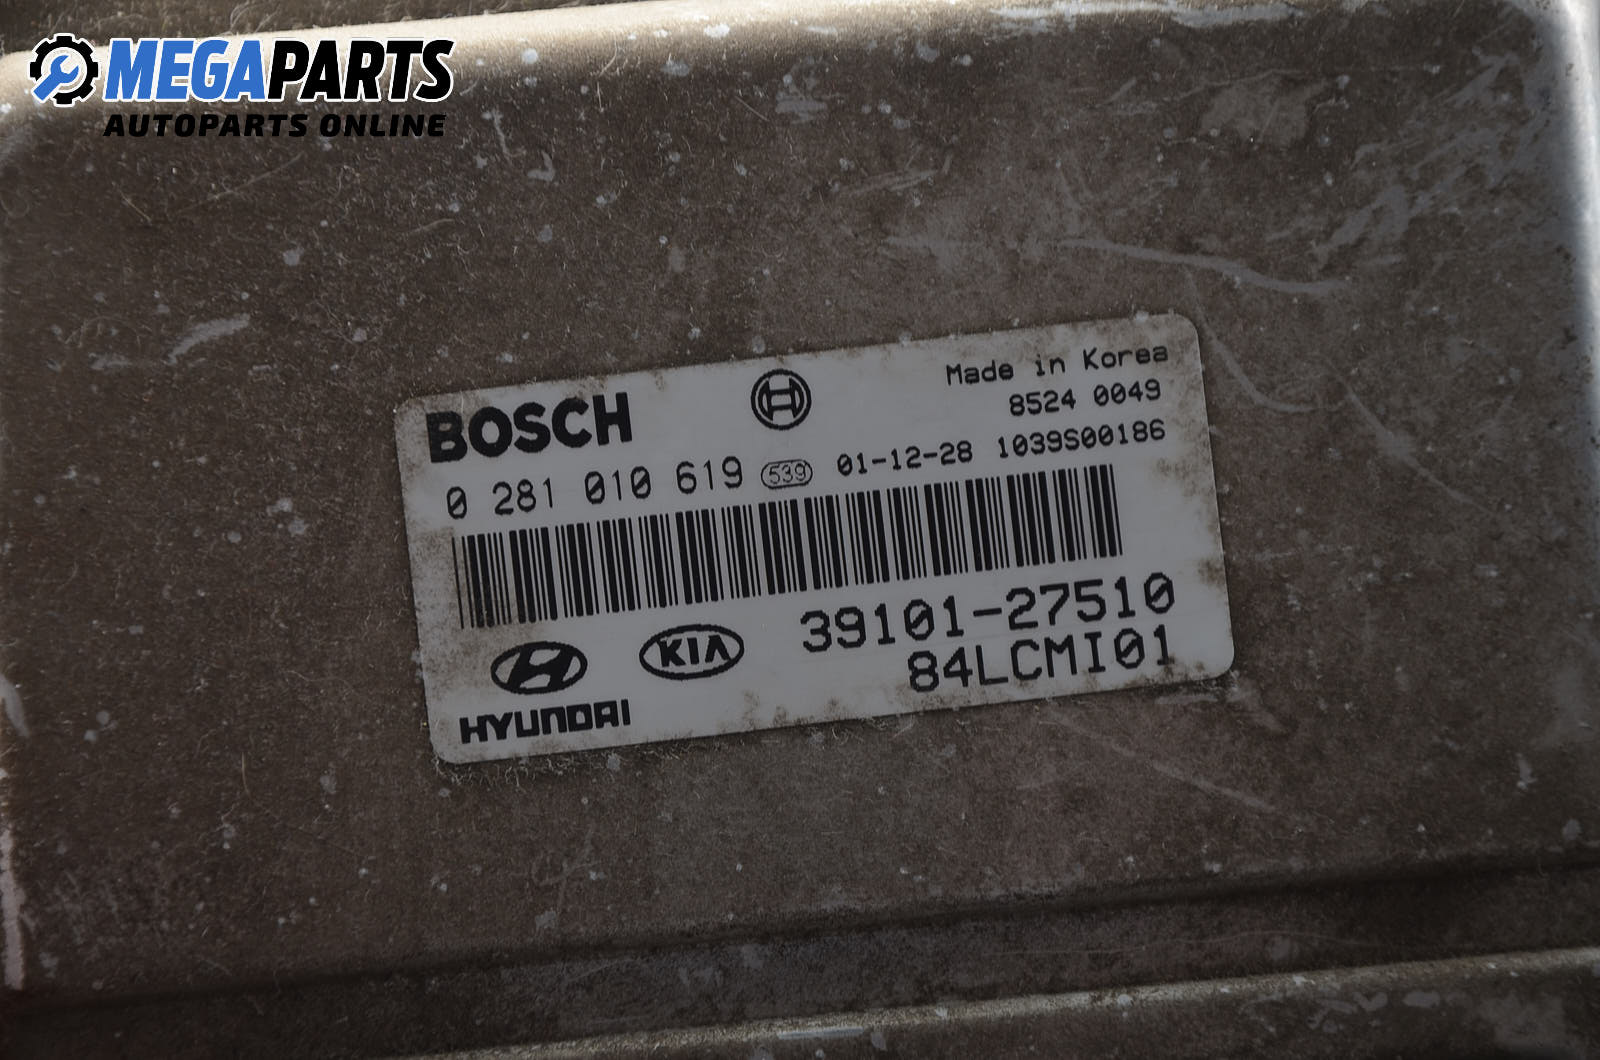 MEGAPARTS
AUTOPARTS ONLINE
Made in Korea
BOSCH
8524 0049
0 281 010 619 539 01-12-28 1039S00186
39101-27510
KIA
84LCMI01
HYUNDAI